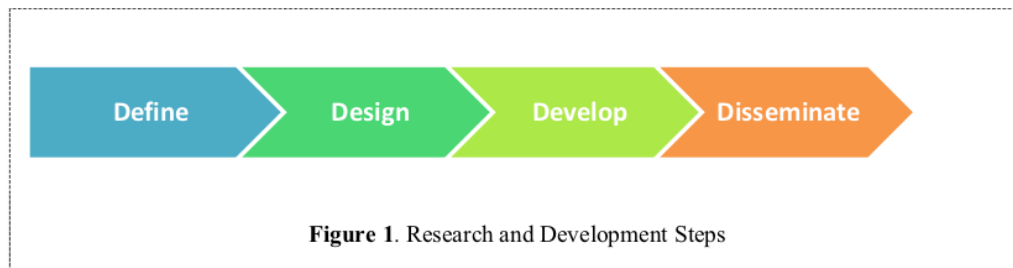 Define Design Develop Disseminate
Figure 1. Research and Development Steps